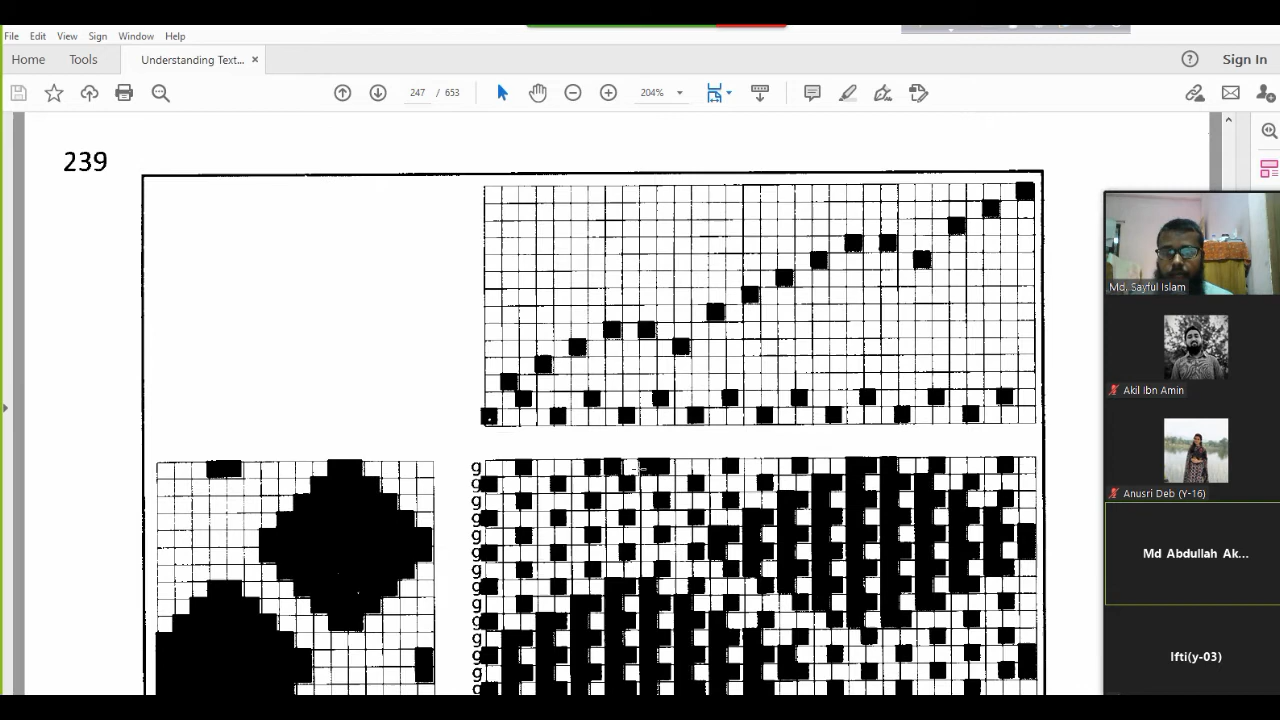 File Edit View Sign Window Help
Home Tools Understanding Text... × Sign In
247 / 653 204%
239
Md. Sayful Islam
Akil Ibn Amin
Anusri Deb (Y-16)
Md Abdullah Ak...
Ifti(y-03)
g
g
g
g
g
g
g
g
g
g
g
g
g
g